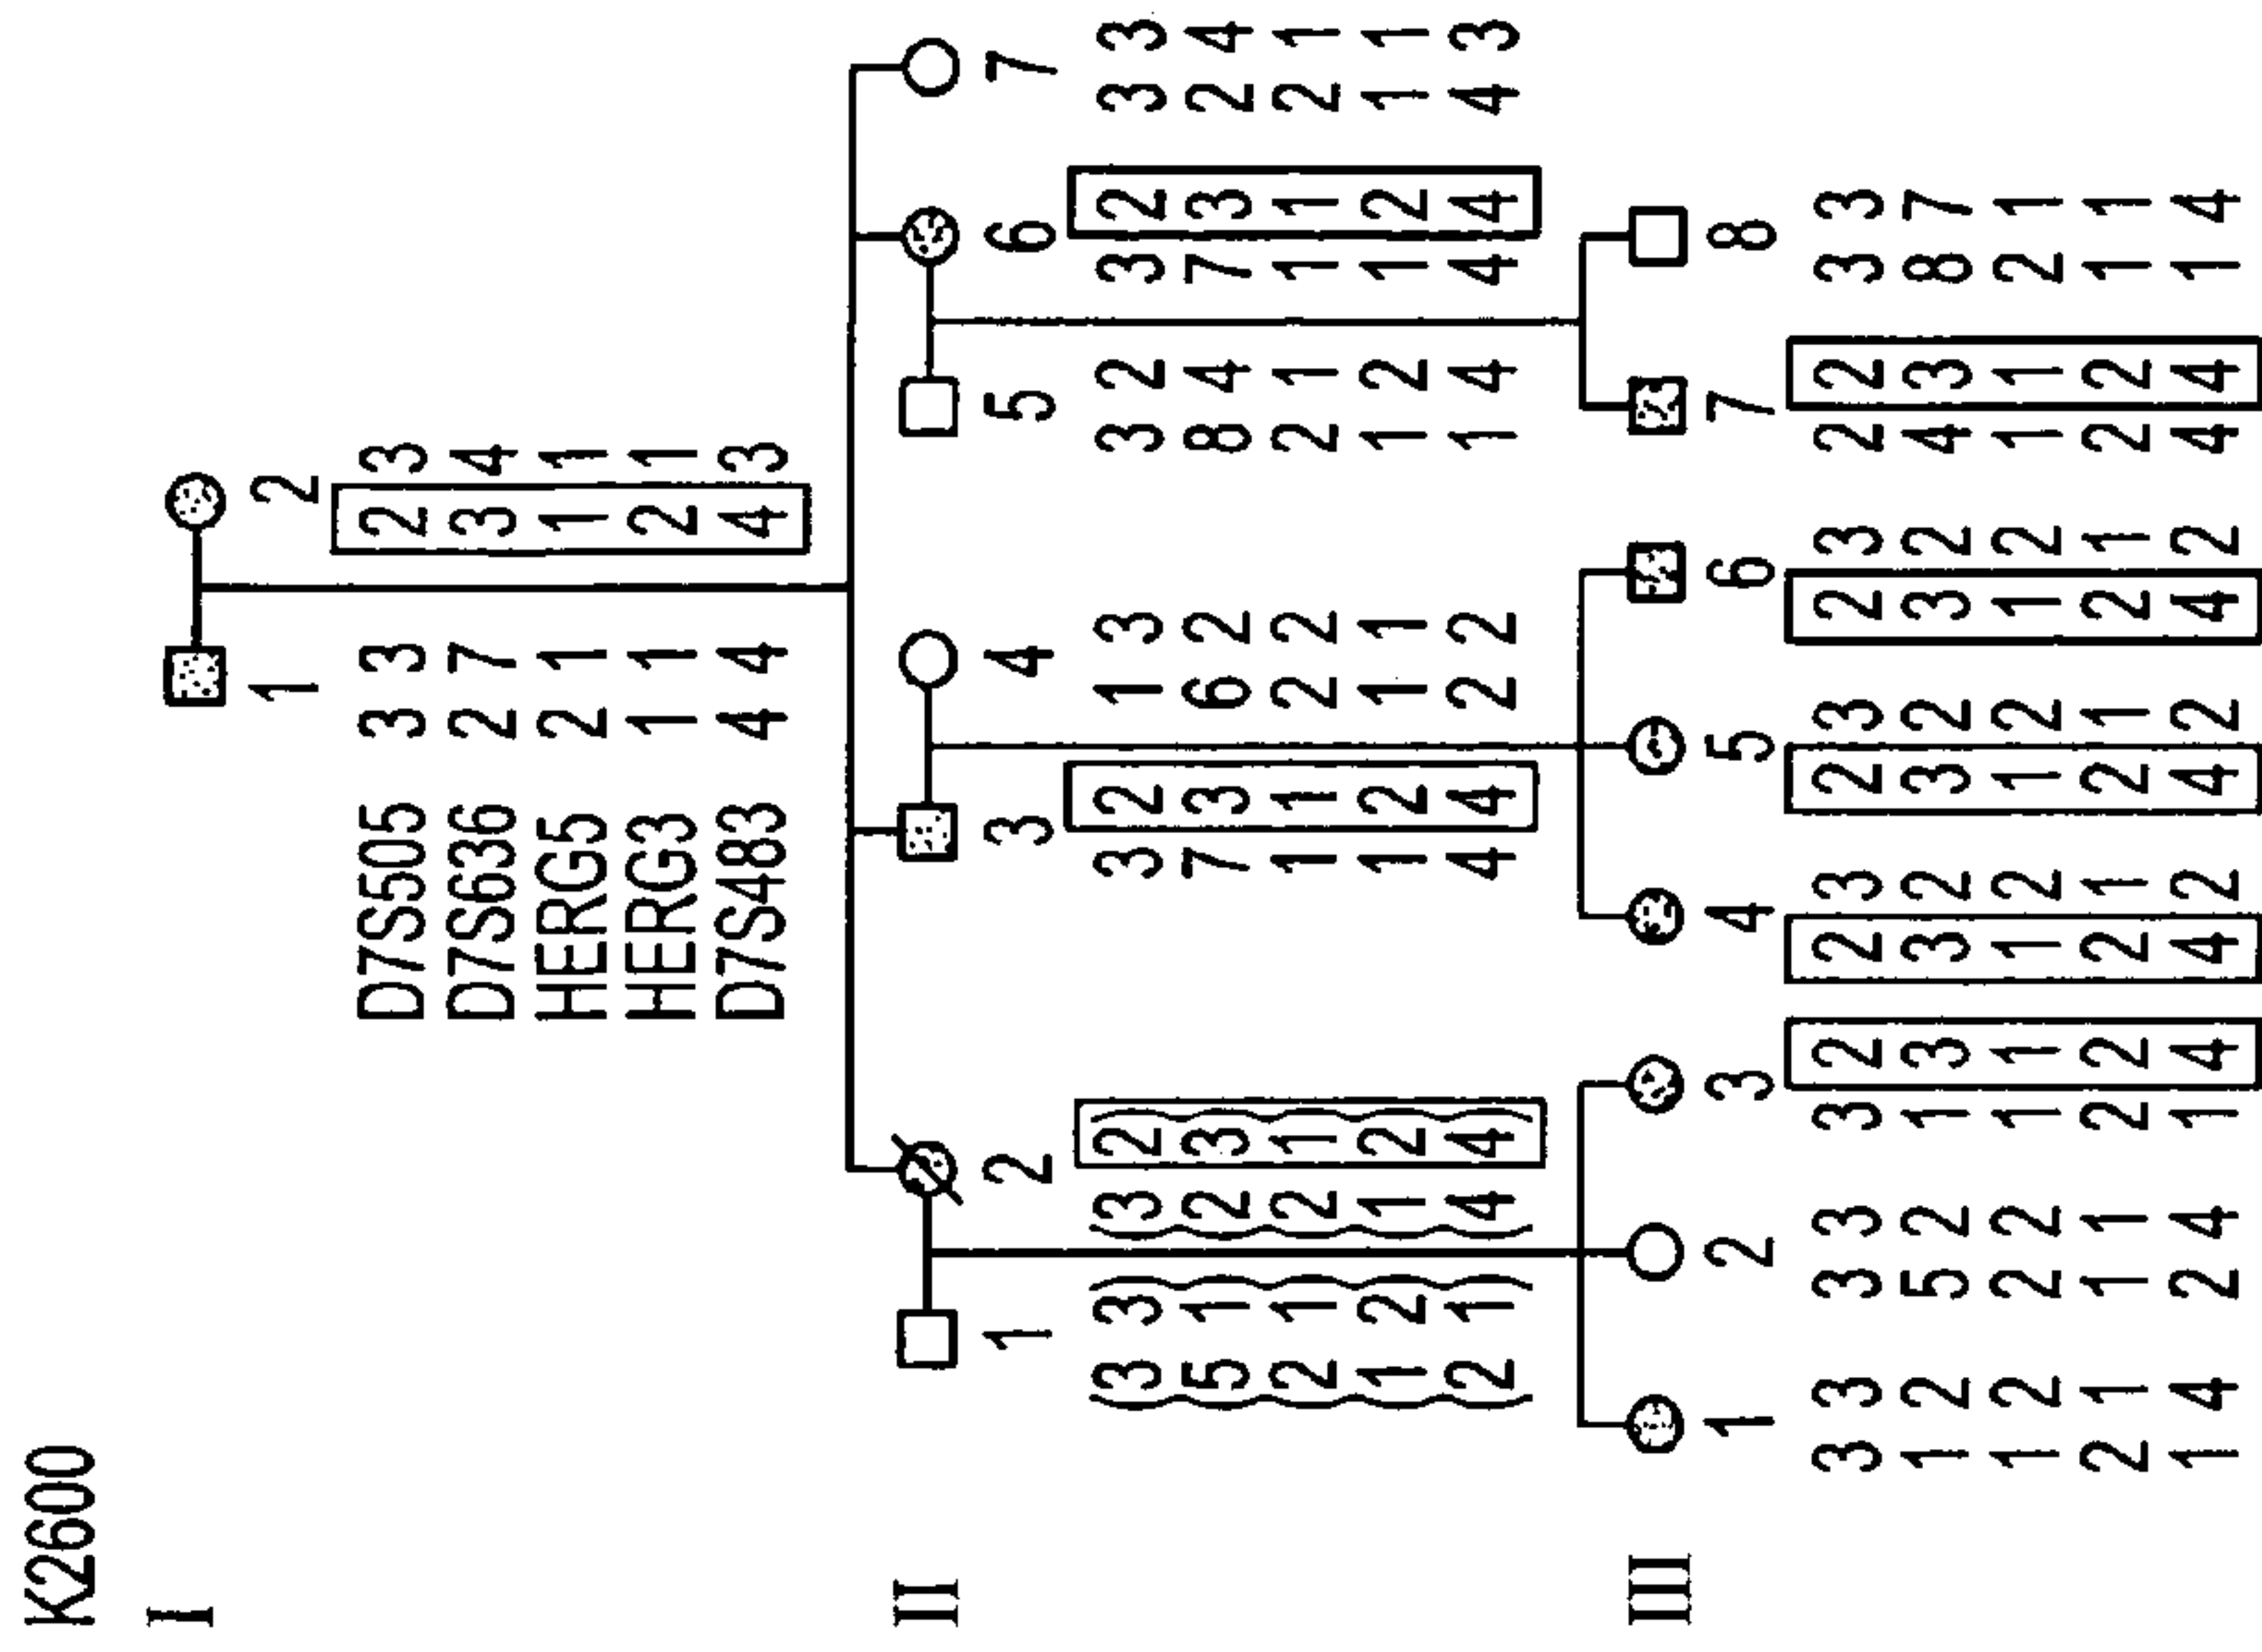 K2600
I
1 2
D7S505 3 3 2 3
D7S636 2 7 3 4
HERG5 2 1 1 1
HERG3 1 1 2 1
D7S483 4 4 4 3
II
1 2 3 4 5 6 7
3 3 3 2 3 2 1 3 3 2 3 2 3 3
5 1 2 3 7 3 6 2 8 4 7 3 2 4
2 1 2 1 1 1 2 2 2 1 1 1 2 1
1 2 1 2 1 2 1 1 1 2 1 2 1 1
2 1 4 4 4 4 2 2 1 4 4 4 4 3
III
1 2 3 4 5 6 7 8
3 3 3 3 3 2 2 3 2 3 2 3 2 2 3 3
1 2 5 2 1 3 3 2 3 2 3 2 4 3 8 7
1 2 2 2 1 1 1 2 1 2 1 2 1 1 2 1
2 1 1 1 2 2 2 1 2 1 2 1 2 2 1 1
1 4 2 4 1 4 4 2 4 2 4 2 4 4 1 4